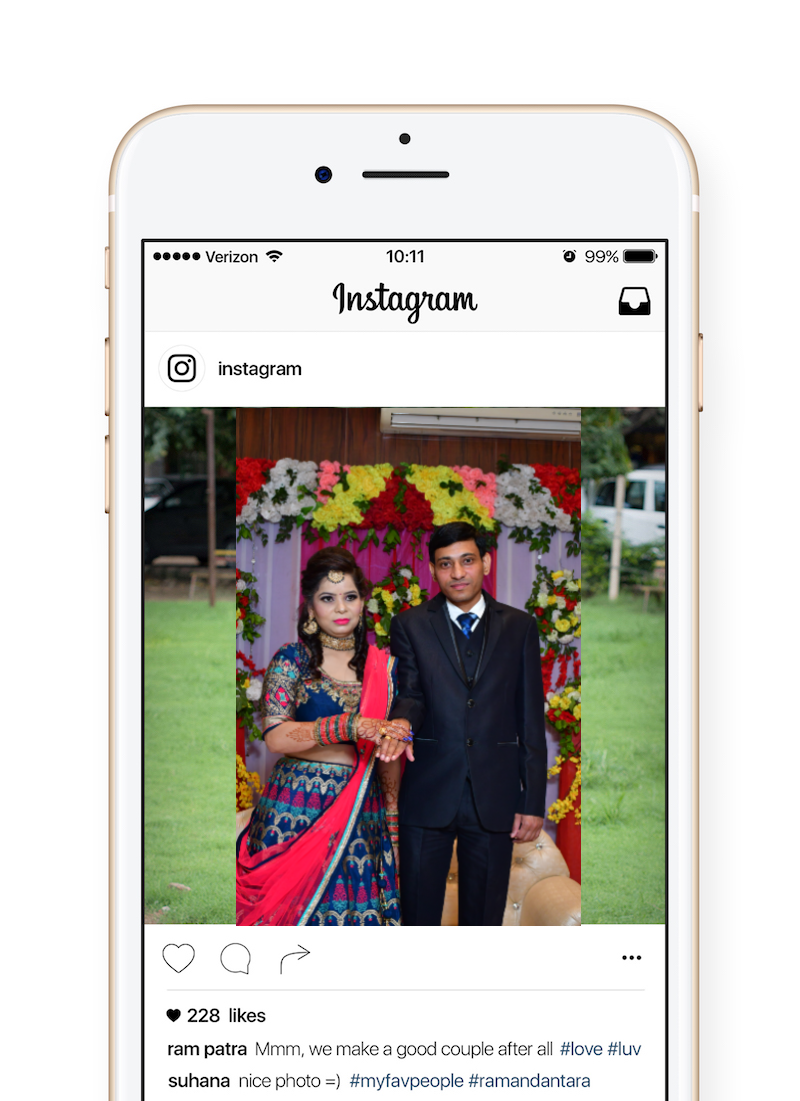 Verizon 10:11 99%
Instagram
instagram
228 likes
ram patra Mmm, we make a good couple after all #love #luv
suhana nice photo =) #myfavpeople #ramandantara